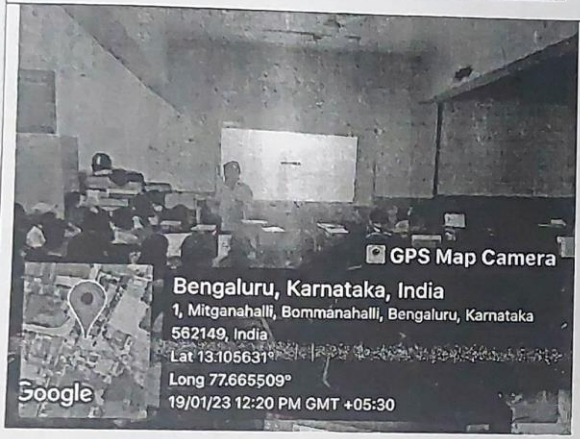 GPS Map Camera
Bengaluru, Karnataka, India
1, Mitganahalli, Bommanahalli, Bengaluru, Karnataka
562149, India
Lat 13.105631°
Long 77.665509°
19/01/23 12:20 PM GMT +05:30
Google